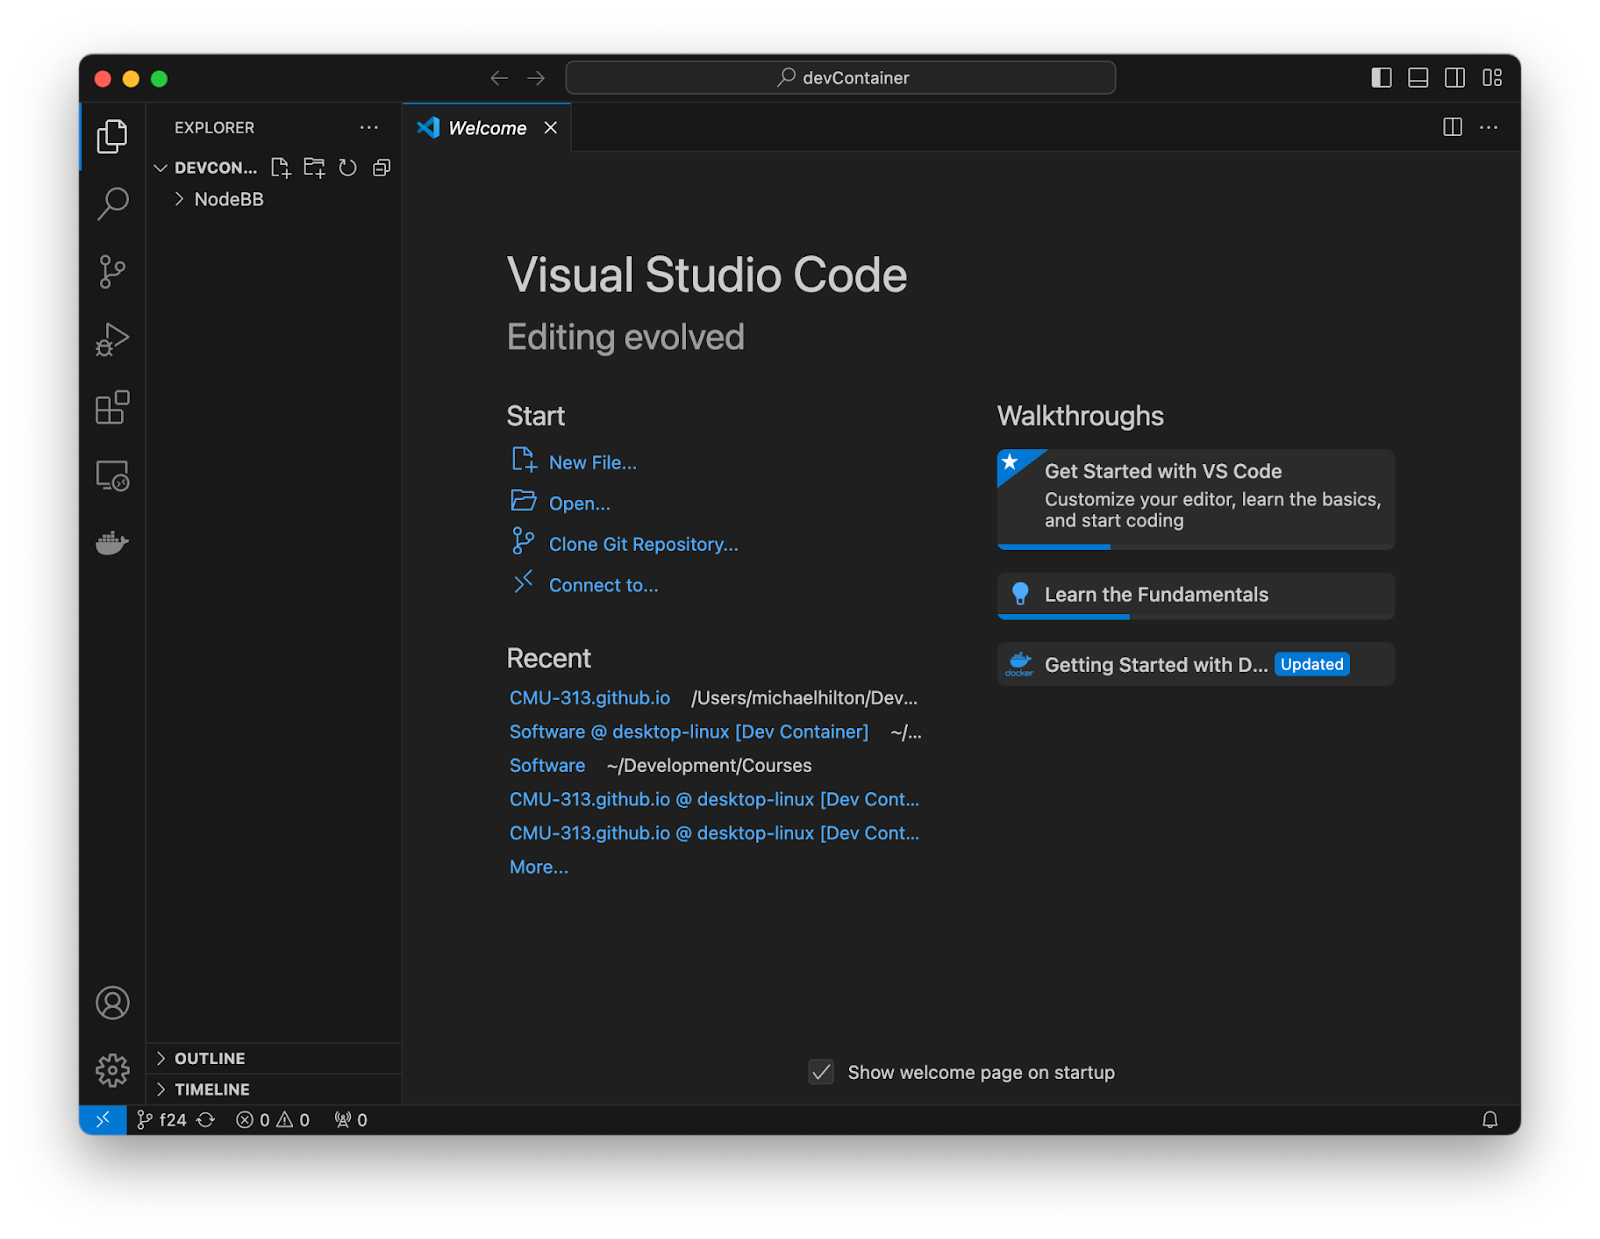 devContainer
EXPLORER
Welcome
DEVCON...
NodeBB
Visual Studio Code
Editing evolved
Start
New File...
Open...
Clone Git Repository...
Connect to...
Walkthroughs
Get Started with VS Code
Customize your editor, learn the basics,
and start coding
Learn the Fundamentals
docker
Getting Started with D... Updated
Recent
CMU-313.github.io /Users/michaelhilton/Dev...
Software @ desktop-linux [Dev Container] ~/...
Software ~/Development/Courses
CMU-313.github.io @ desktop-linux [Dev Cont...
CMU-313.github.io @ desktop-linux [Dev Cont...
More...
OUTLINE
TIMELINE
Show welcome page on startup
f24 0 0 0